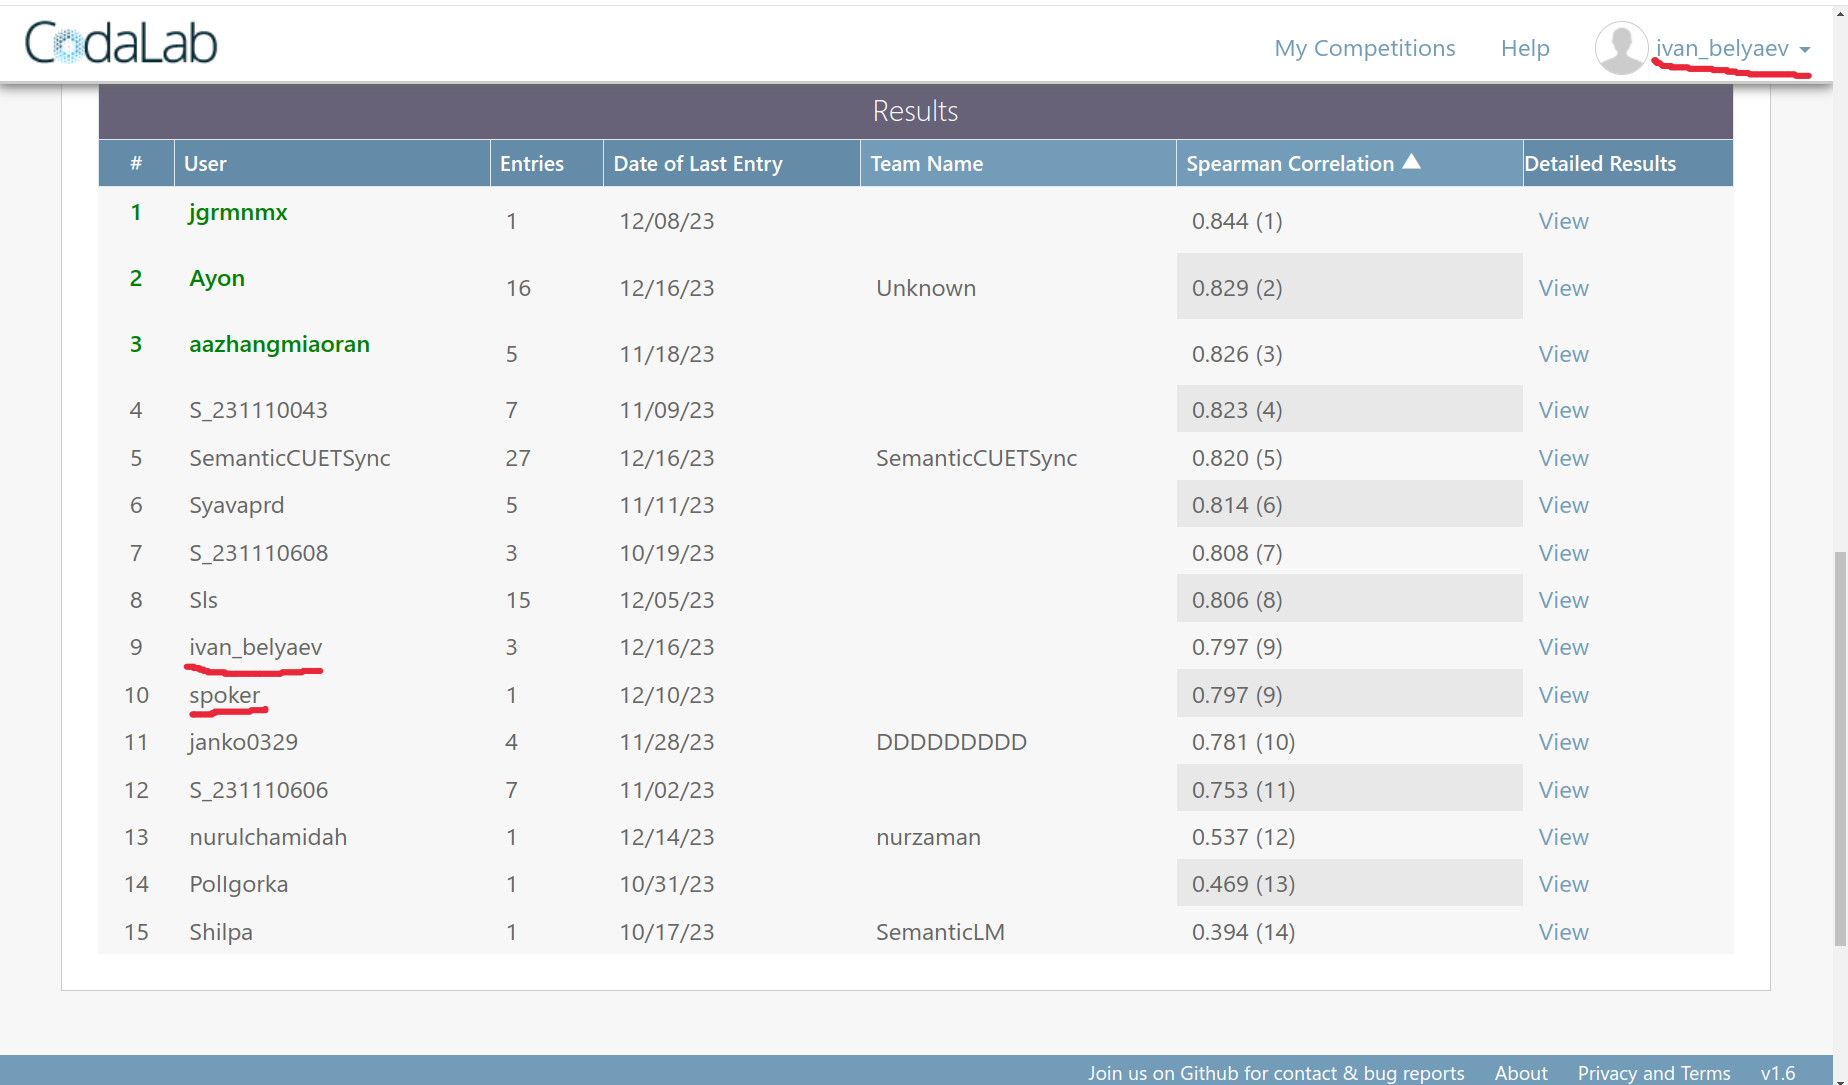 CodaLab My Competitions Help ivan_belyaev
Results
# User Entries Date of Last Entry Team Name Spearman Correlation ▲ Detailed Results
1 jgrmnmx 1 12/08/23 0.844 (1) View
2 Ayon 16 12/16/23 Unknown 0.829 (2) View
3 aazhangmiaoran 5 11/18/23 0.826 (3) View
4 S_231110043 7 11/09/23 0.823 (4) View
5 SemanticCUETSync 27 12/16/23 SemanticCUETSync 0.820 (5) View
6 Syavaprd 5 11/11/23 0.814 (6) View
7 S_231110608 3 10/19/23 0.808 (7) View
8 Sls 15 12/05/23 0.806 (8) View
9 ivan_belyaev 3 12/16/23 0.797 (9) View
10 spoker 1 12/10/23 0.797 (9) View
11 janko0329 4 11/28/23 DDDDDDDDD 0.781 (10) View
12 S_231110606 7 11/02/23 0.753 (11) View
13 nurulchamidah 1 12/14/23 nurzaman 0.537 (12) View
14 PolIgorka 1 10/31/23 0.469 (13) View
15 Shilpa 1 10/17/23 SemanticLM 0.394 (14) View
Join us on Github for contact & bug reports About Privacy and Terms v1.6